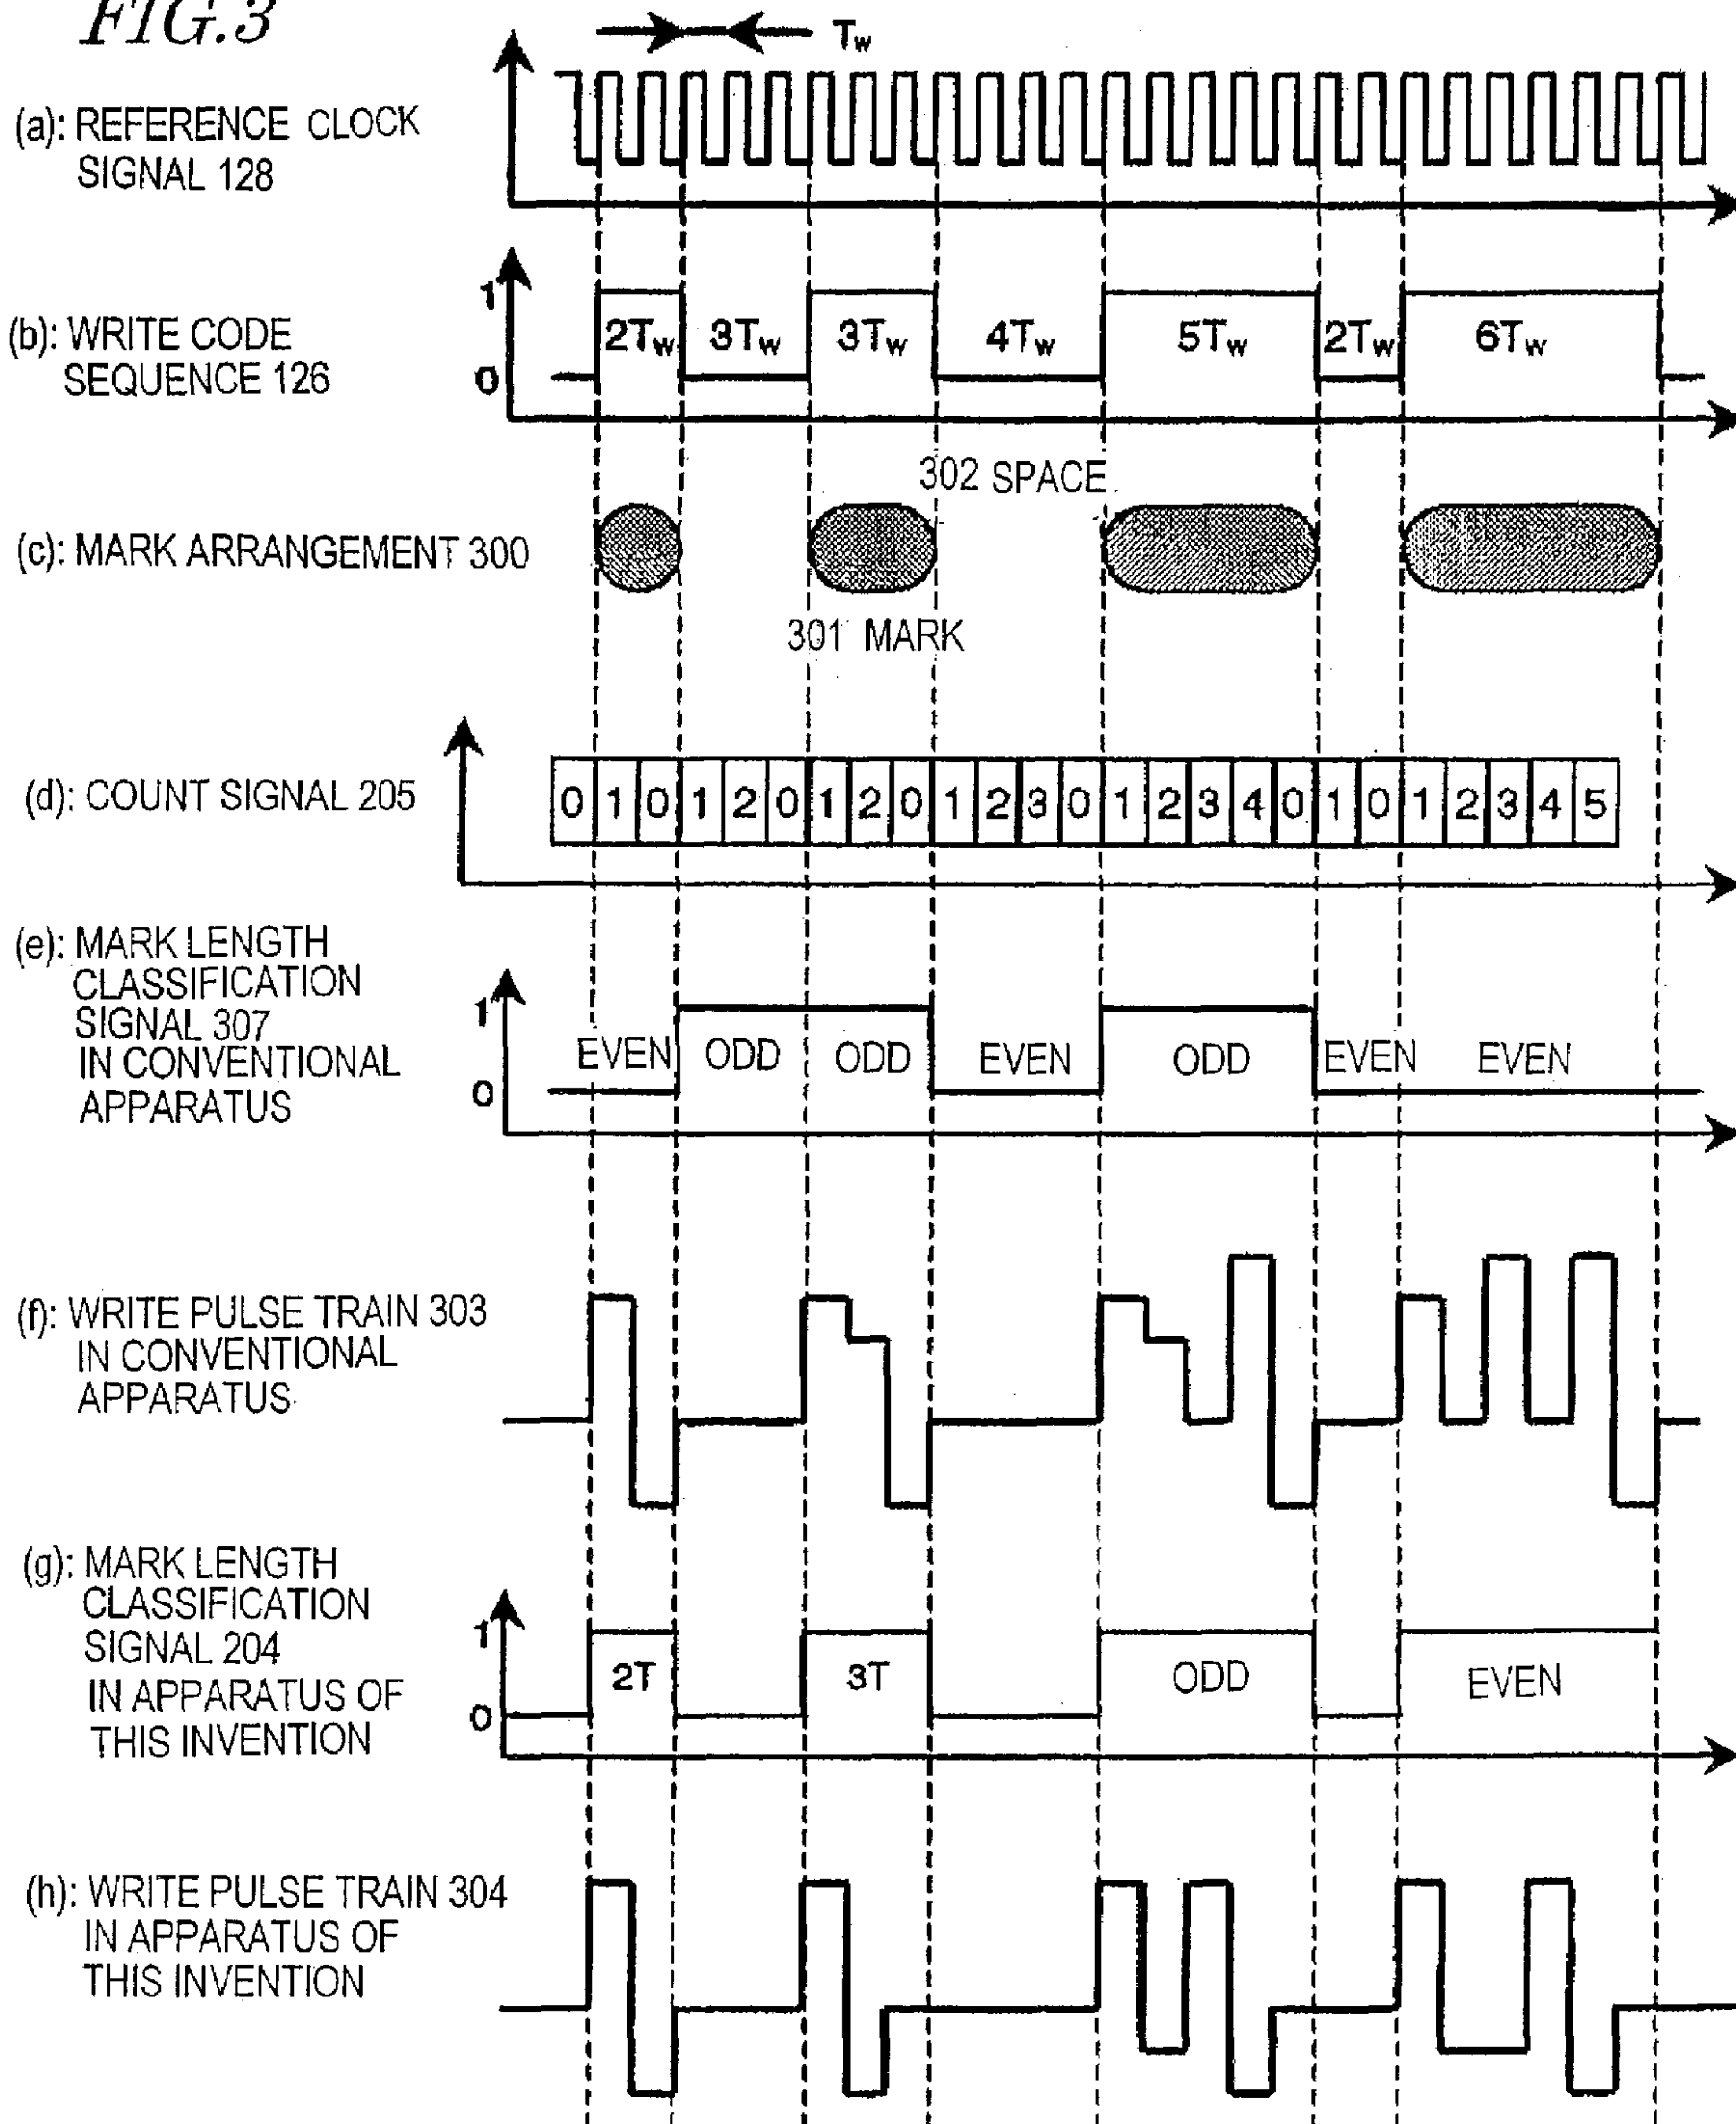 FIG.3
Tw
(a): REFERENCE CLOCK
SIGNAL 128
1
0
(b): WRITE CODE
SEQUENCE 126
2Tw 3Tw 3Tw 4Tw 5Tw 2Tw 6Tw
302 SPACE
(c): MARK ARRANGEMENT 300
301 MARK
(d): COUNT SIGNAL 205
0 1 0 1 2 0 1 2 0 1 2 3 0 1 2 3 4 0 1 0 1 2 3 4 5
(e): MARK LENGTH
CLASSIFICATION
SIGNAL 307
IN CONVENTIONAL
APPARATUS
1
0
EVEN ODD ODD EVEN ODD EVEN EVEN
(f): WRITE PULSE TRAIN 303
IN CONVENTIONAL
APPARATUS
(g): MARK LENGTH
CLASSIFICATION
SIGNAL 204
IN APPARATUS OF
THIS INVENTION
1
0
2T 3T ODD EVEN
(h): WRITE PULSE TRAIN 304
IN APPARATUS OF
THIS INVENTION